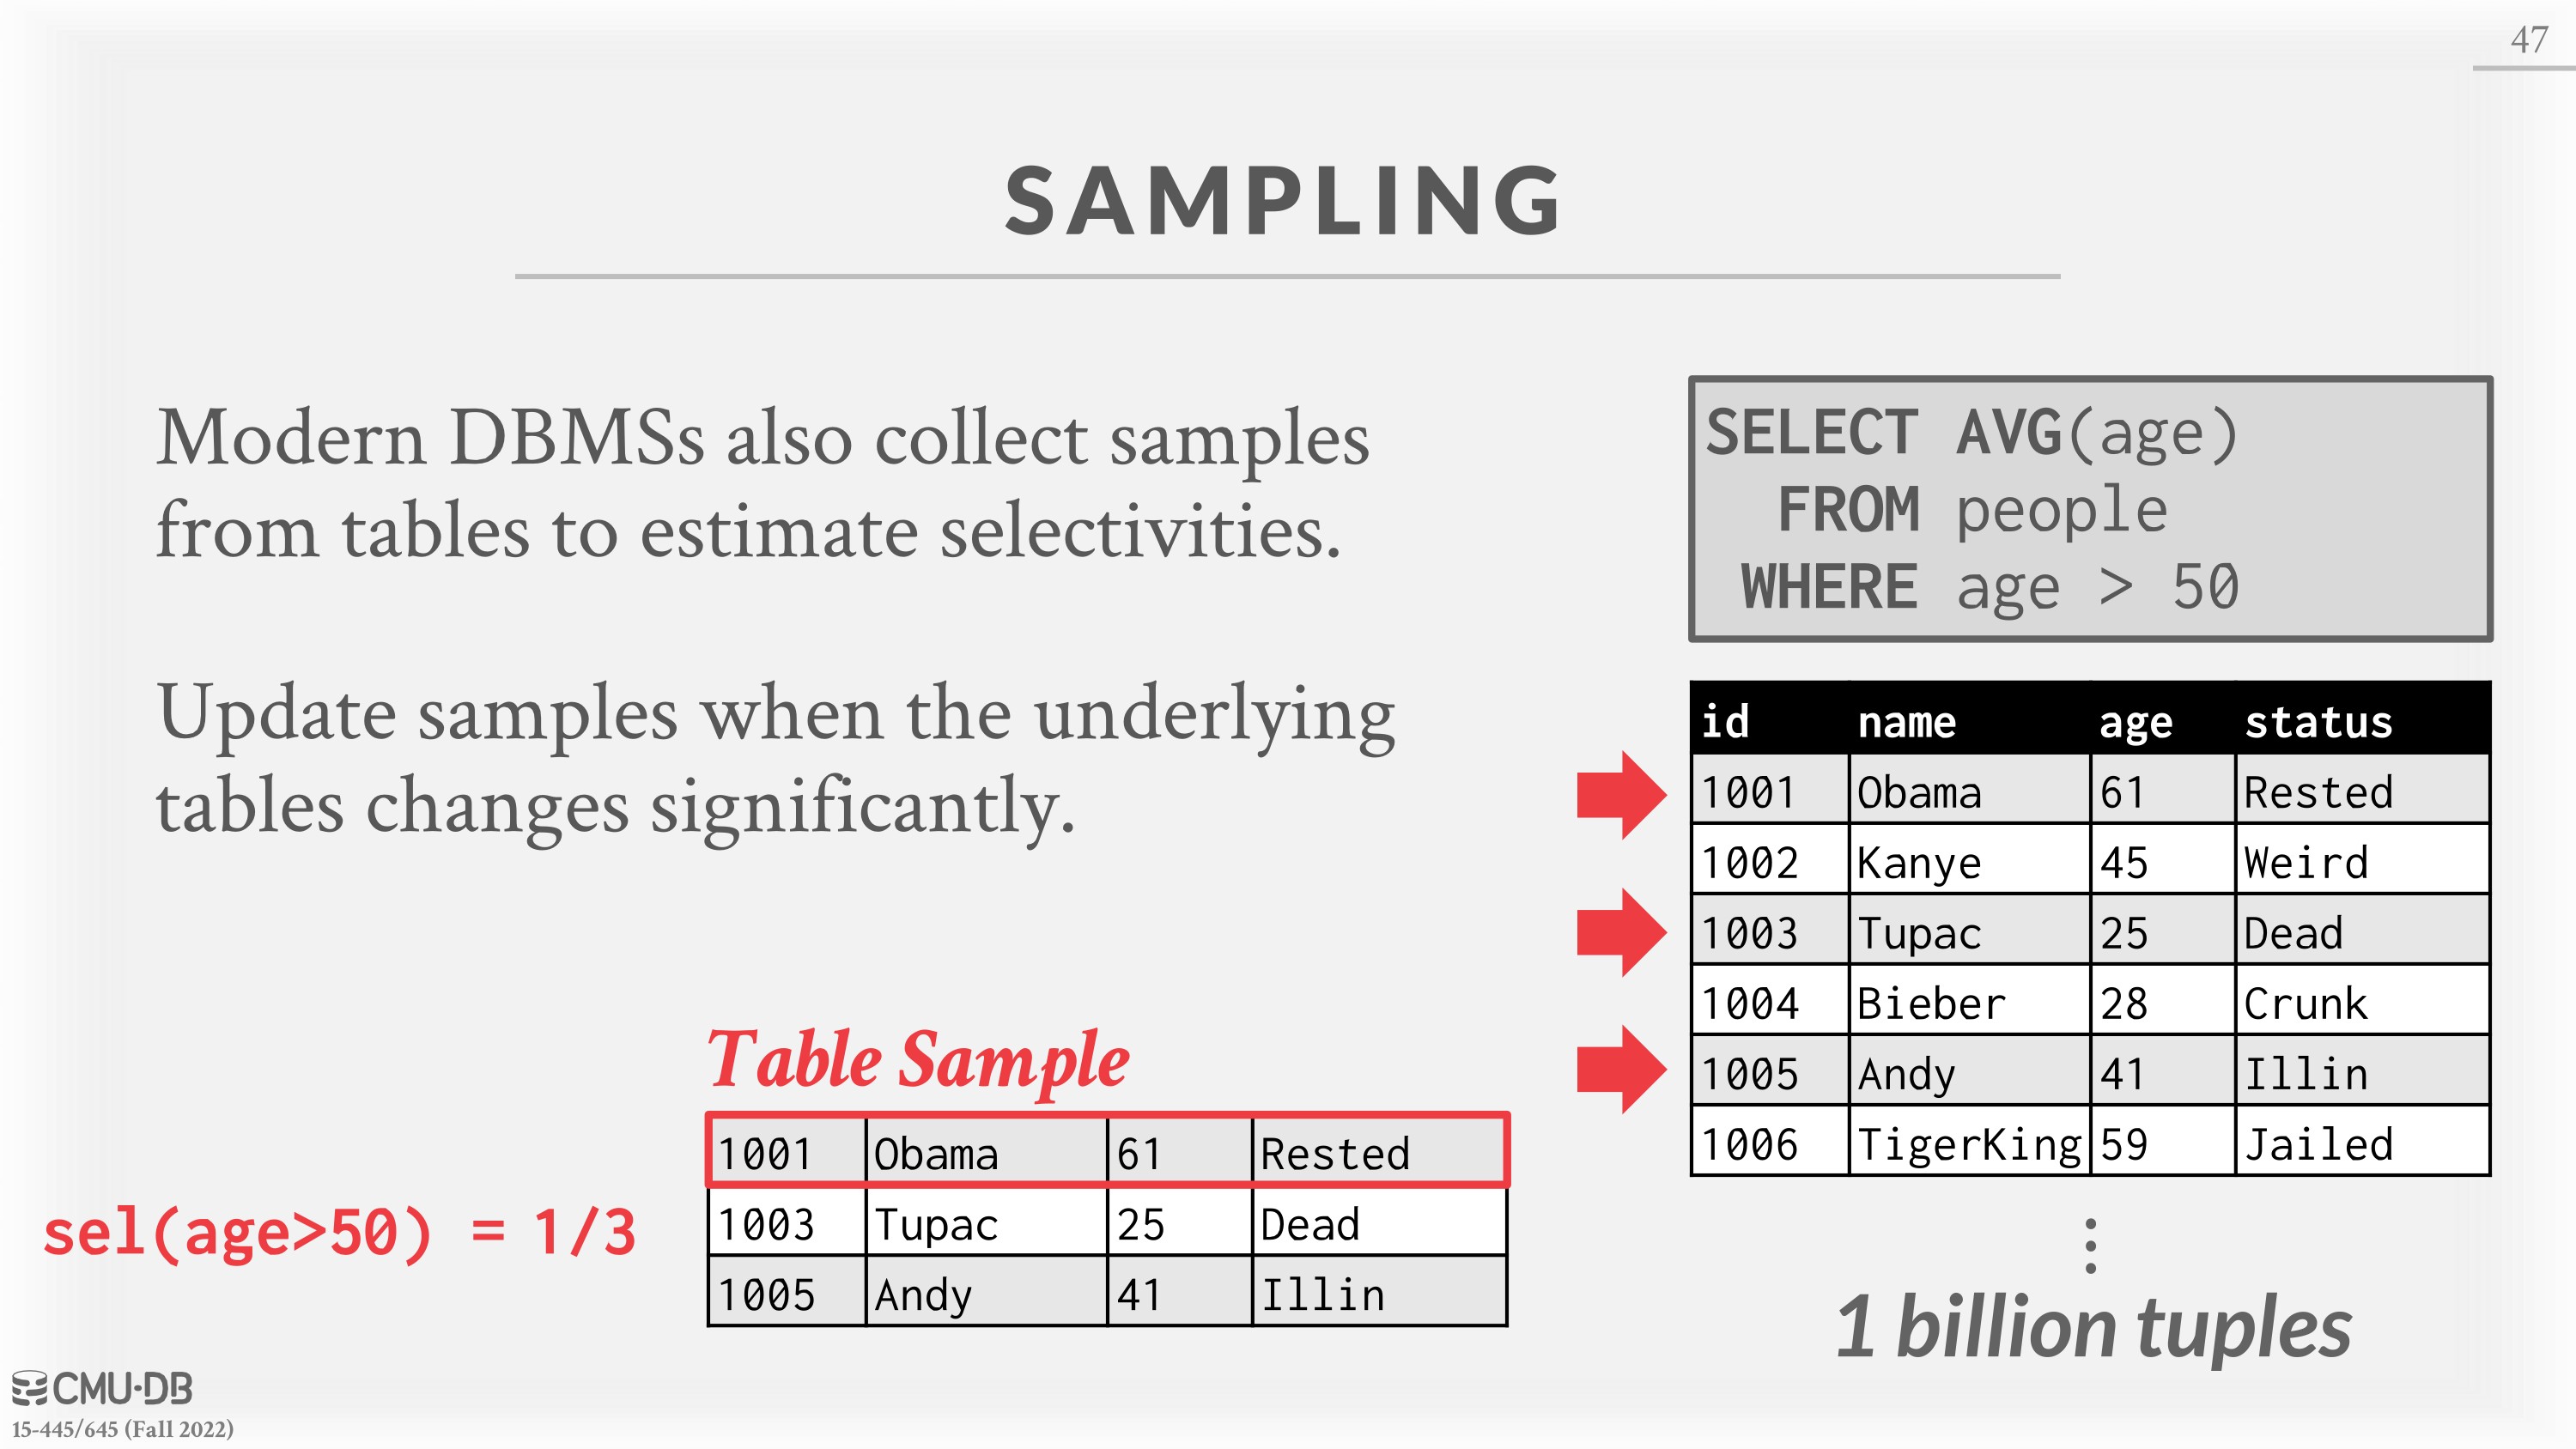 47
SAMPLING
Modern DBMSs also collect samples
from tables to estimate selectivities.
Update samples when the underlying
tables changes significantly.
SELECT AVG(age)
FROM people
WHERE age > 50
id name age status
1001 Obama 61 Rested
1002 Kanye 45 Weird
1003 Tupac 25 Dead
1004 Bieber 28 Crunk
1005 Andy 41 Illin
1006 TigerKing 59 Jailed
⋮
1 billion tuples
Table Sample
1001 Obama 61 Rested
1003 Tupac 25 Dead
1005 Andy 41 Illin
sel(age>50) = 1/3
CMU·DB
15-445/645 (Fall 2022)